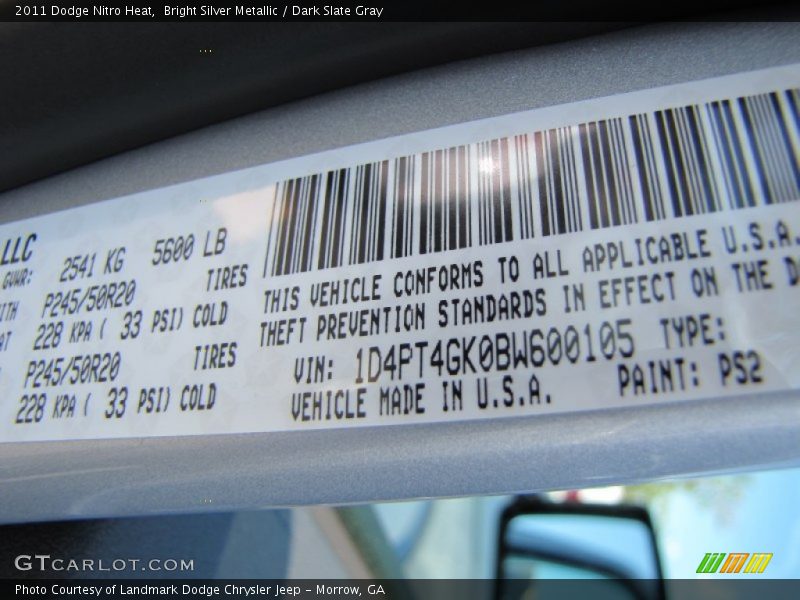 2011 Dodge Nitro Heat,  Bright Silver Metallic / Dark Slate Gray
LLC
GVWR: 2541 KG 5600 LB
TIRES
P245/50R20
228 KPA ( 33 PSI) COLD
TIRES
P245/50R20
228 KPA ( 33 PSI) COLD
THIS VEHICLE CONFORMS TO ALL APPLICABLE U.S.A.
THEFT PREVENTION STANDARDS IN EFFECT ON THE D
VIN: 1D4PT4GK0BW600105 TYPE:
VEHICLE MADE IN U.S.A. PAINT: PS2
GTCARLOT.COM
Photo Courtesy of Landmark Dodge Chrysler Jeep – Morrow, GA